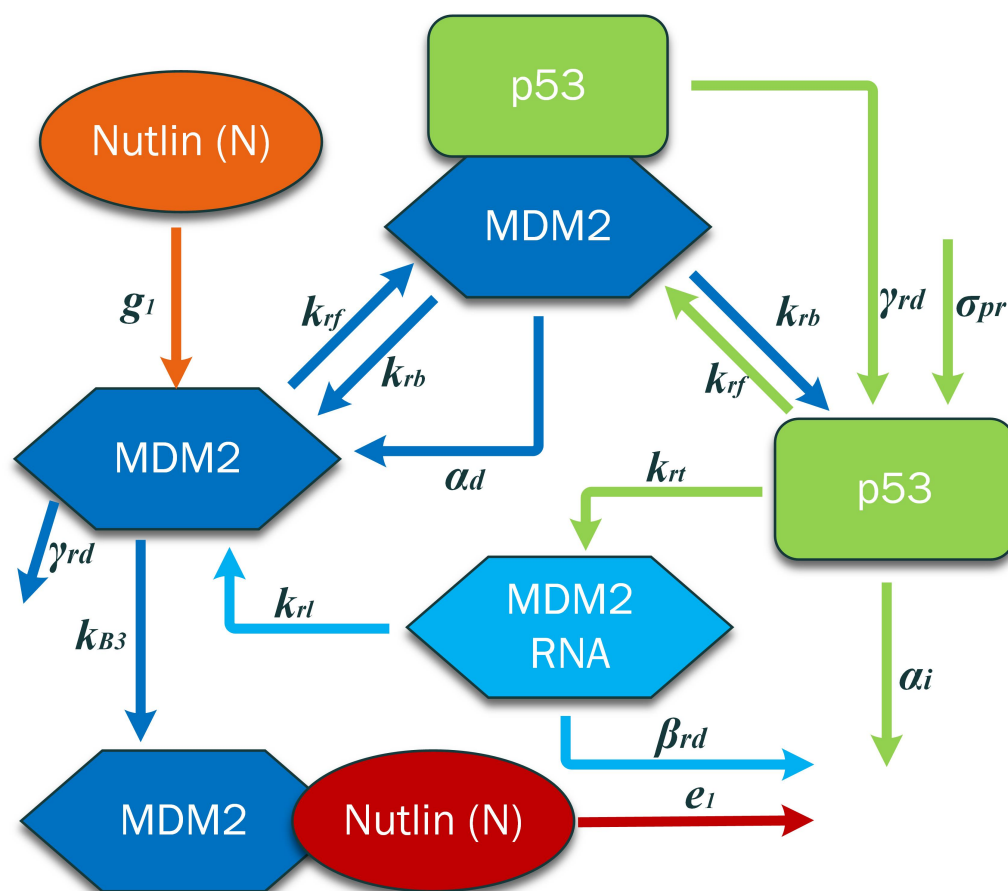 p53
Nutlin (N)
MDM2
g1
krf
krb
krb
krf
γrd
σpr
MDM2
αd
p53
krt
γrd
krl
MDM2
RNA
kB3
αi
βrd
e1
MDM2
Nutlin (N)